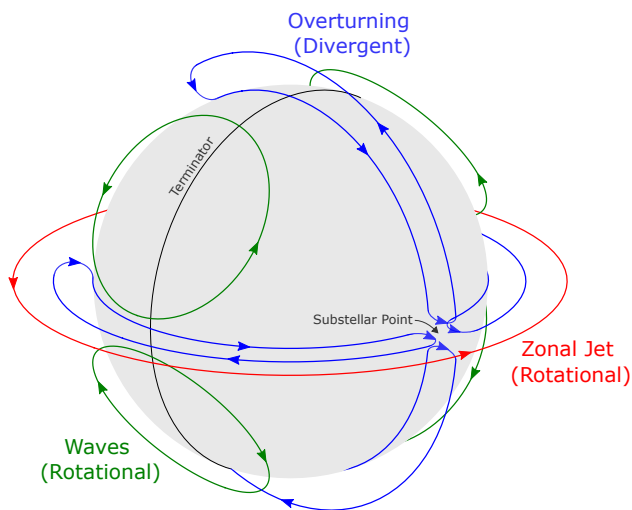 Overturning
(Divergent)
Terminator
Substellar Point
Zonal Jet
(Rotational)
Waves
(Rotational)